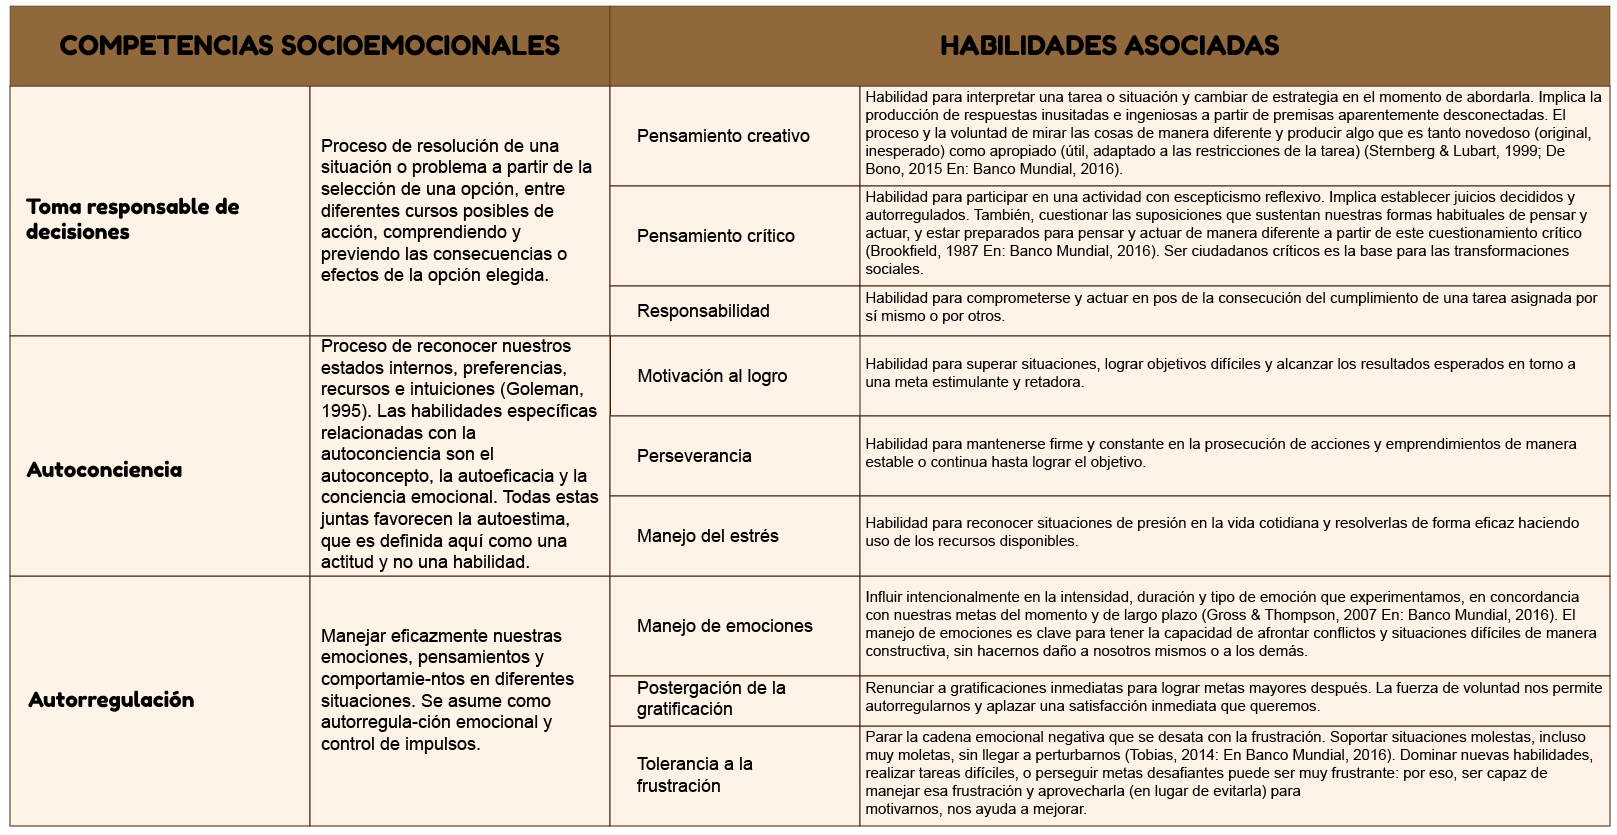 COMPETENCIAS SOCIOEMOCIONALES
HABILIDADES ASOCIADAS
Toma responsable de
decisiones
Proceso de resolución de una
situación o problema a partir de la
selección de una opción, entre
diferentes cursos posibles de
acción, comprendiendo y
previendo las consecuencias o
efectos de la opción elegida.
Pensamiento creativo
Habilidad para interpretar una tarea o situación y cambiar de estrategia en el momento de abordarla. Implica la
producción de respuestas inusitadas e ingeniosas a partir de premisas aparentemente desconectadas. El
proceso y la voluntad de mirar las cosas de manera diferente y producir algo que es tanto novedoso (original,
inesperado) como apropiado (útil, adaptado a las restricciones de la tarea) (Sternberg & Lubart, 1999; De
Bono, 2015 En: Banco Mundial, 2016).
Pensamiento crítico
Habilidad para participar en una actividad con escepticismo reflexivo. Implica establecer juicios decididos y
autorregulados. También, cuestionar las suposiciones que sustentan nuestras formas habituales de pensar y
actuar, y estar preparados para pensar y actuar de manera diferente a partir de este cuestionamiento crítico
(Brookfield, 1987 En: Banco Mundial, 2016). Ser ciudadanos críticos es la base para las transformaciones
sociales.
Responsabilidad
Habilidad para comprometerse y actuar en pos de la consecución del cumplimiento de una tarea asignada por
sí mismo o por otros.
Autoconciencia
Proceso de reconocer nuestros
estados internos, preferencias,
recursos e intuiciones (Goleman,
1995). Las habilidades específicas
relacionadas con la
autoconciencia son el
autoconcepto, la autoeficacia y la
conciencia emocional. Todas estas
juntas favorecen la autoestima,
que es definida aquí como una
actitud y no una habilidad.
Motivación al logro
Habilidad para superar situaciones, lograr objetivos difíciles y alcanzar los resultados esperados en torno a
una meta estimulante y retadora.
Perseverancia
Habilidad para mantenerse firme y constante en la prosecución de acciones y emprendimientos de manera
estable o continua hasta lograr el objetivo.
Manejo del estrés
Habilidad para reconocer situaciones de presión en la vida cotidiana y resolverlas de forma eficaz haciendo
uso de los recursos disponibles.
Autorregulación
Manejar eficazmente nuestras
emociones, pensamientos y
comportamie-ntos en diferentes
situaciones. Se asume como
autorregula-ción emocional y
control de impulsos.
Manejo de emociones
Influir intencionalmente en la intensidad, duración y tipo de emoción que experimentamos, en concordancia
con nuestras metas del momento y de largo plazo (Gross & Thompson, 2007 En: Banco Mundial, 2016). El
manejo de emociones es clave para tener la capacidad de afrontar conflictos y situaciones difíciles de manera
constructiva, sin hacernos daño a nosotros mismos o a los demás.
Postergación de la
gratificación
Renunciar a gratificaciones inmediatas para lograr metas mayores después. La fuerza de voluntad nos permite
autorregularnos y aplazar una satisfacción inmediata que queremos.
Tolerancia a la
frustración
Parar la cadena emocional negativa que se desata con la frustración. Soportar situaciones molestas, incluso
muy moletas, sin llegar a perturbarnos (Tobias, 2014: En Banco Mundial, 2016). Dominar nuevas habilidades,
realizar tareas difíciles, o perseguir metas desafiantes puede ser muy frustrante: por eso, ser capaz de
manejar esa frustración y aprovecharla (en lugar de evitarla) para
motivarnos, nos ayuda a mejorar.